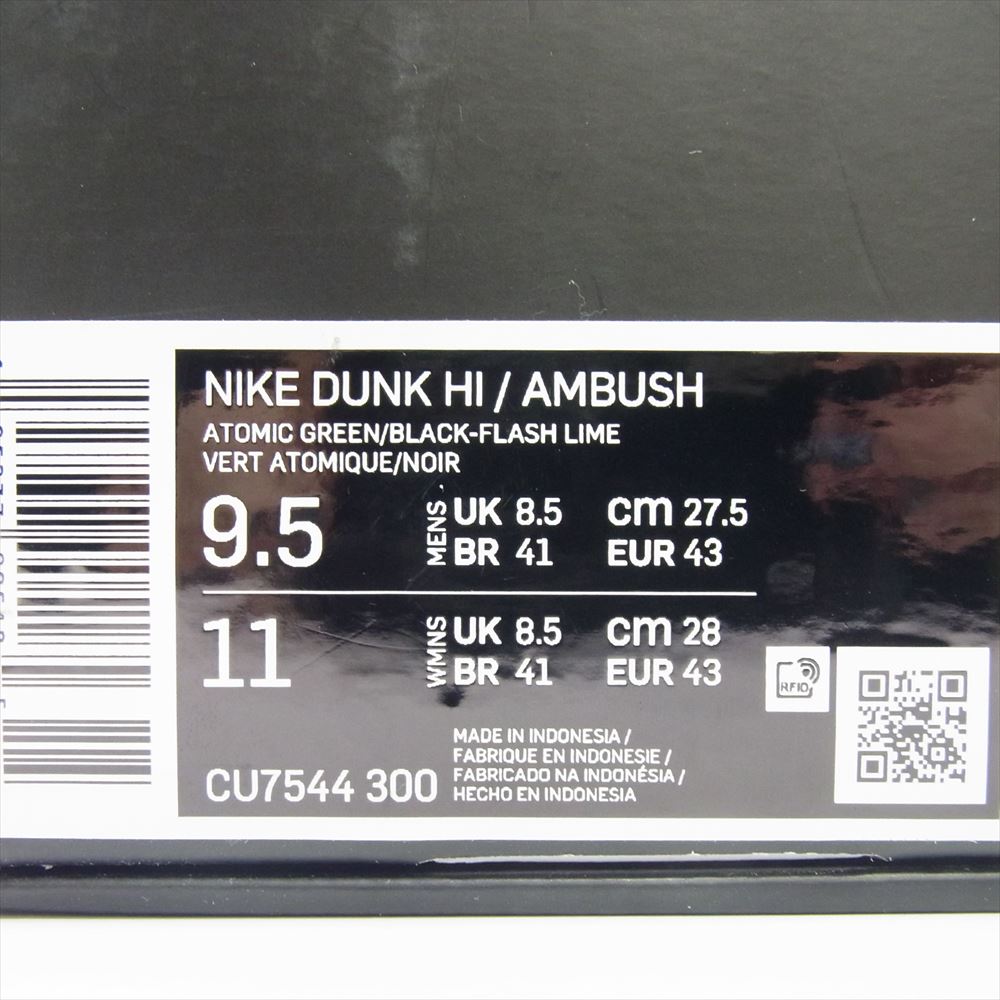 NIKE DUNK HI / AMBUSH
ATOMIC GREEN/BLACK-FLASH LIME
VERT ATOMIQUE/NOIR
9.5 MENS UK 8.5 cm 27.5
BR 41 EUR 43
11 WMNS UK 8.5 cm 28
BR 41 EUR 43
RFID
MADE IN INDONESIA /
FABRIQUE EN INDONESIE /
FABRICADO NA INDONÉSIA /
HECHO EN INDONESIA
CU7544 300